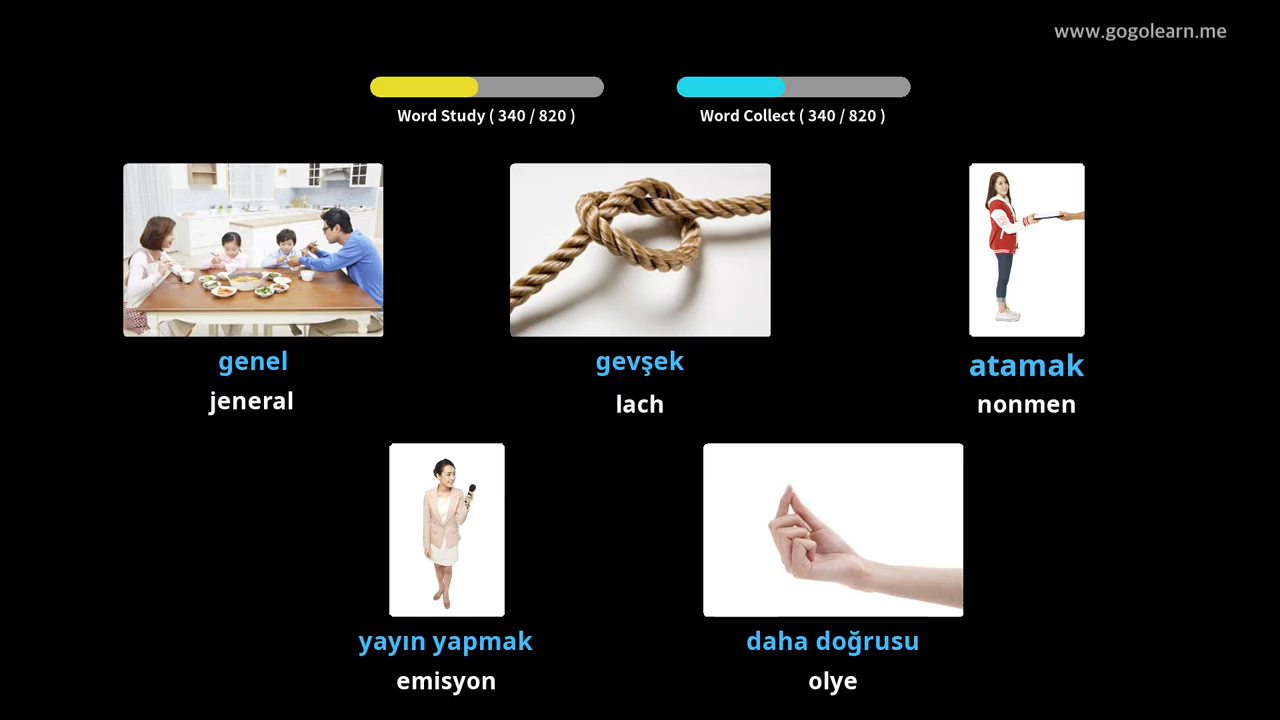 www.gogolearn.me
Word Study ( 340 / 820 )
Word Collect ( 340 / 820 )
genel
jeneral
gevşek
lach
atamak
nonmen
yayın yapmak
emisyon
daha doğrusu
olye